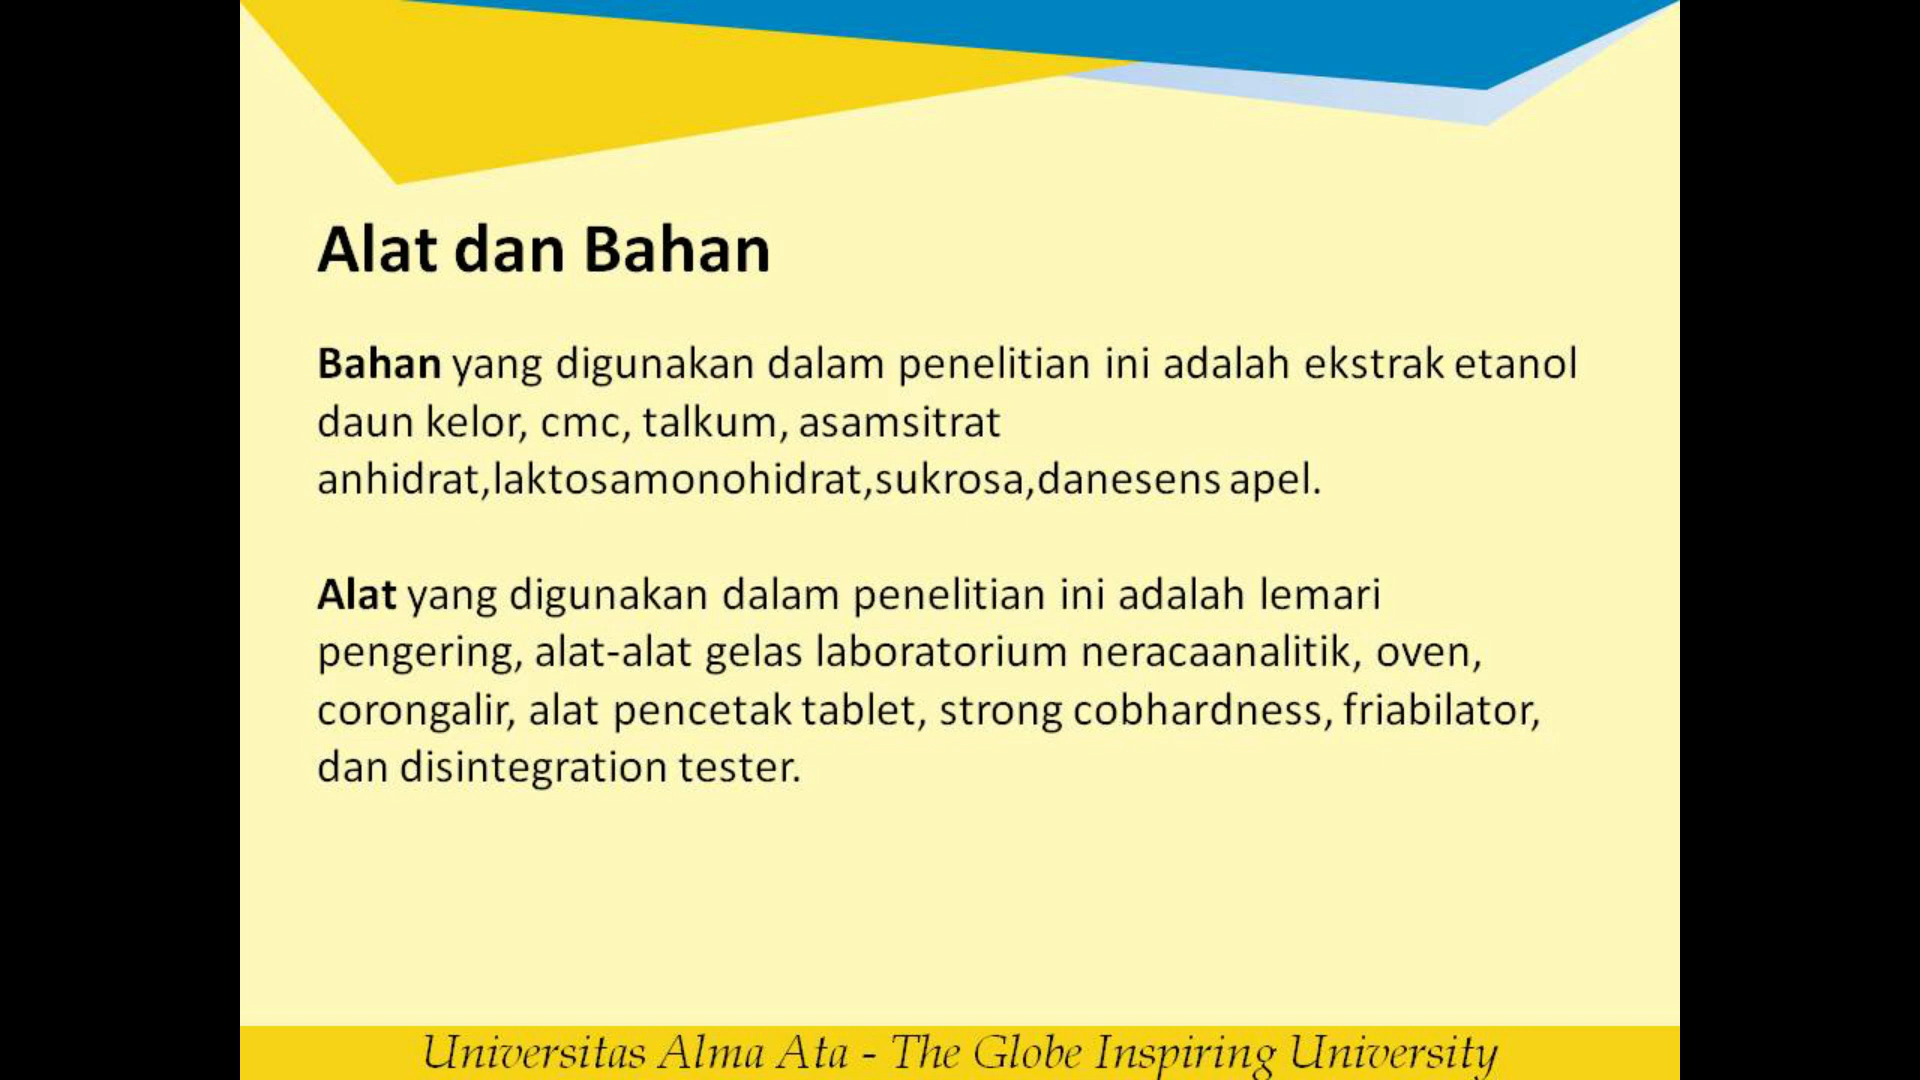 Alat dan Bahan
Bahan yang digunakan dalam penelitian ini adalah ekstrak etanol
daun kelor, cmc, talkum, asamsitrat
anhidrat,laktosamonohidrat,sukrosa,danesens apel.
Alat yang digunakan dalam penelitian ini adalah lemari
pengering, alat-alat gelas laboratorium neracaanalitik, oven,
corongalir, alat pencetak tablet, strong cobhardness, friabilator,
dan disintegration tester.
Universitas Alma Ata - The Globe Inspiring University